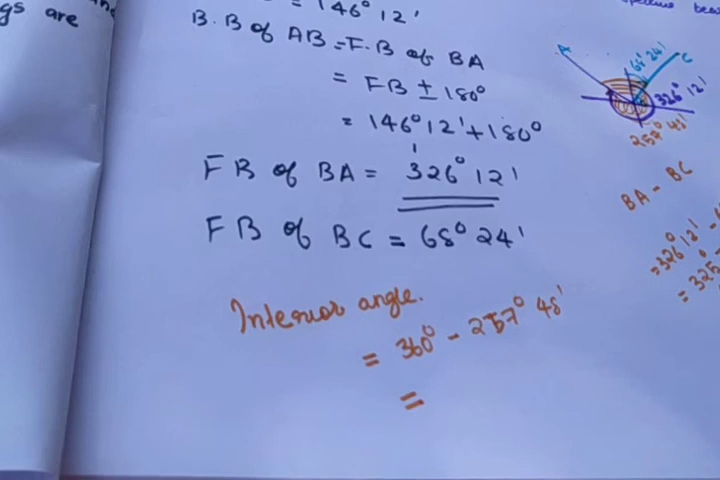 gs are
= 146° 12'
B.B of AB = F.B of BA
= FB ± 180°
= 146° 12' + 180°
FB of BA = 326° 12'
FB of BC = 68° 24'
Interior angle.
= 360° - 257° 48'
=
A
68° 24'
C
326° 12'
257° 48'
BA - BC
= 326° 12' -
= 325°